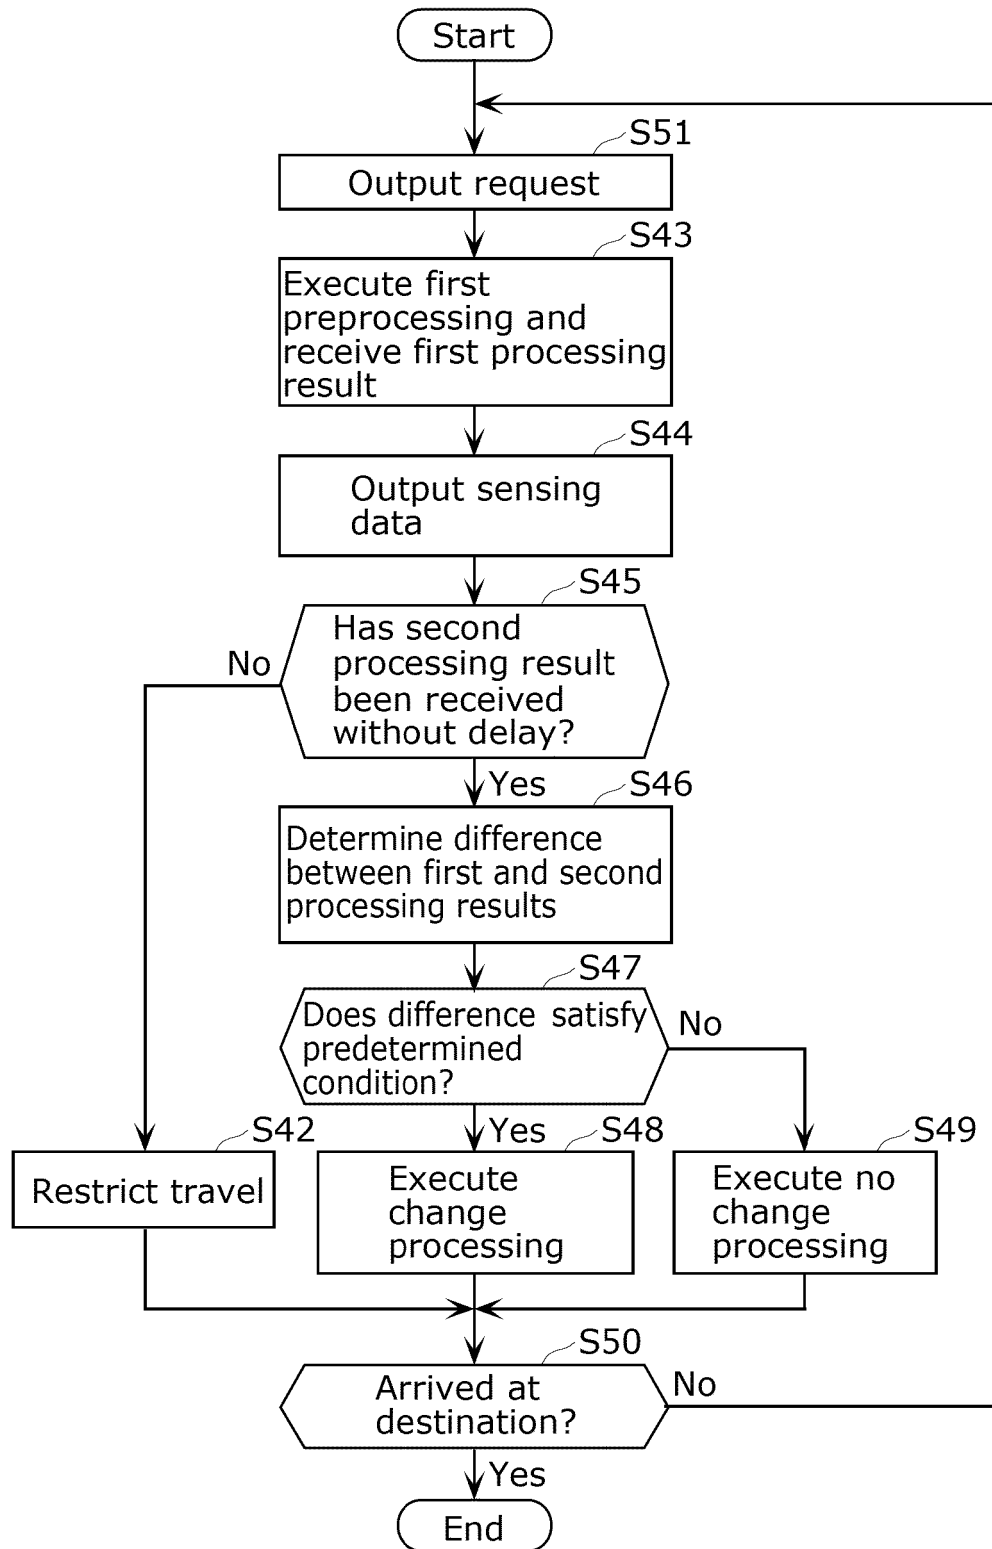 Start
S51
Output request
S43
Execute first
preprocessing and
receive first processing
result
S44
Output sensing
data
S45
Has second
processing result
been received
without delay?
No
Yes
S46
Determine difference
between first and second
processing results
S47
Does difference satisfy
predetermined
condition?
No
Yes
S42
Restrict travel
S48
Execute
change
processing
S49
Execute no
change
processing
S50
Arrived at
destination?
No
Yes
End